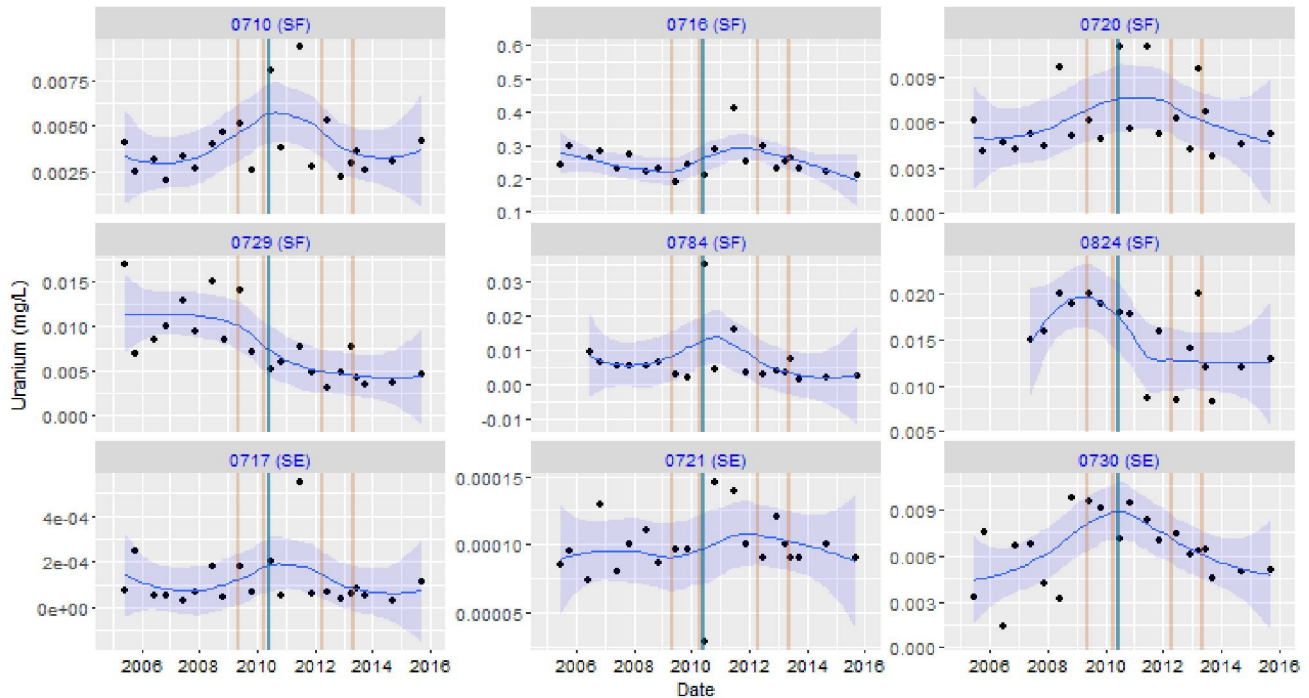 0710 (SF)
0.0075
0.0050
0.0025
0716 (SF)
0.6
0.5
0.4
0.3
0.2
0.1
0720 (SF)
0.009
0.006
0.003
0.000
Uranium (mg/L)
0729 (SF)
0.015
0.010
0.005
0.000
0784 (SF)
0.03
0.02
0.01
0.00
-0.01
0824 (SF)
0.020
0.015
0.010
0.005
0717 (SE)
4e-04
2e-04
0e+00
2006 2008 2010 2012 2014 2016
0721 (SE)
0.00015
0.00010
0.00005
2006 2008 2010 2012 2014 2016
0730 (SE)
0.009
0.006
0.003
0.000
2006 2008 2010 2012 2014 2016
Date